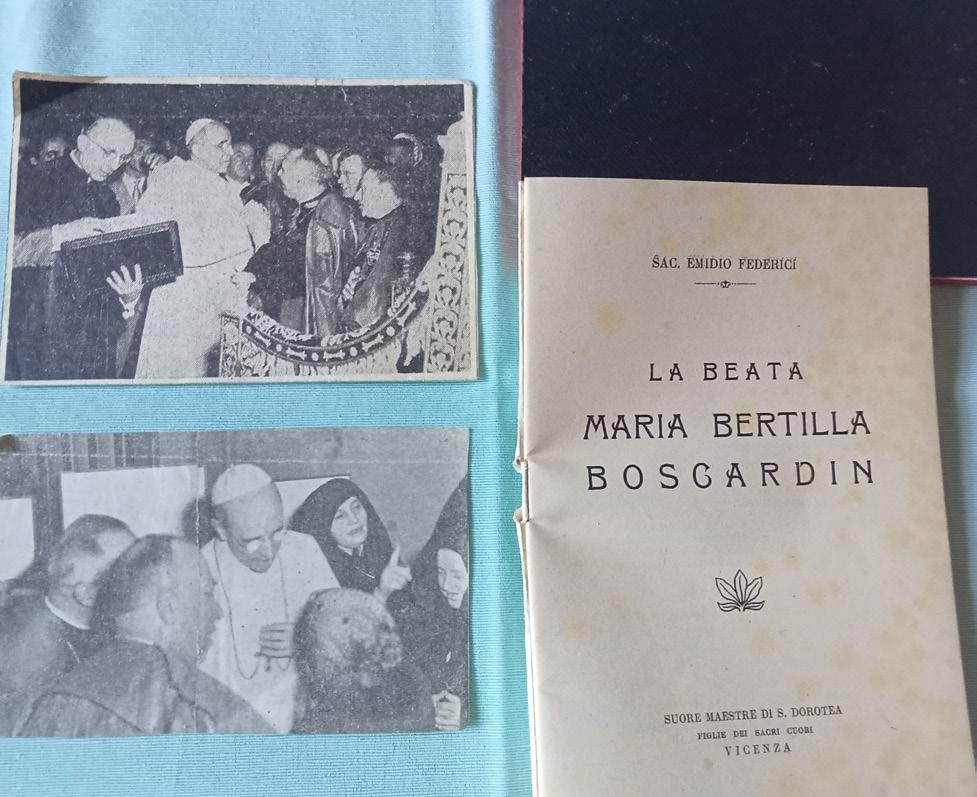 SAC. EMIDIO FEDERICI
LA BEATA
MARIA BERTILLA
BOSCARDIN
SUORE MAESTRE DI S. DOROTEA
FIGLIE DEI SACRI CUORI
VICENZA